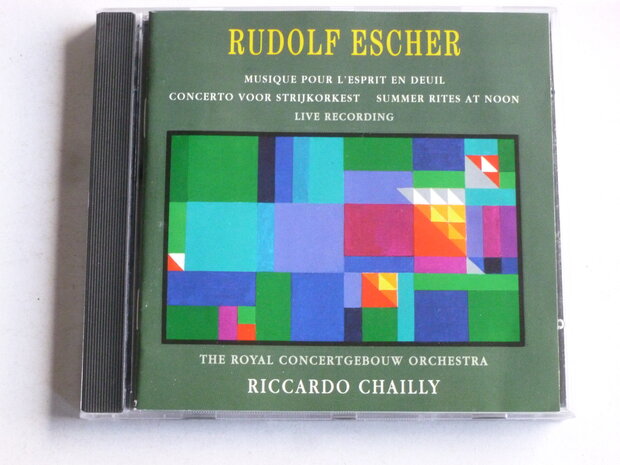 RUDOLF ESCHER
MUSIQUE POUR L'ESPRIT EN DEUIL
CONCERTO VOOR STRIJKORKEST SUMMER RITES AT NOON
LIVE RECORDING
THE ROYAL CONCERTGEBOUW ORCHESTRA
RICCARDO CHAILLY